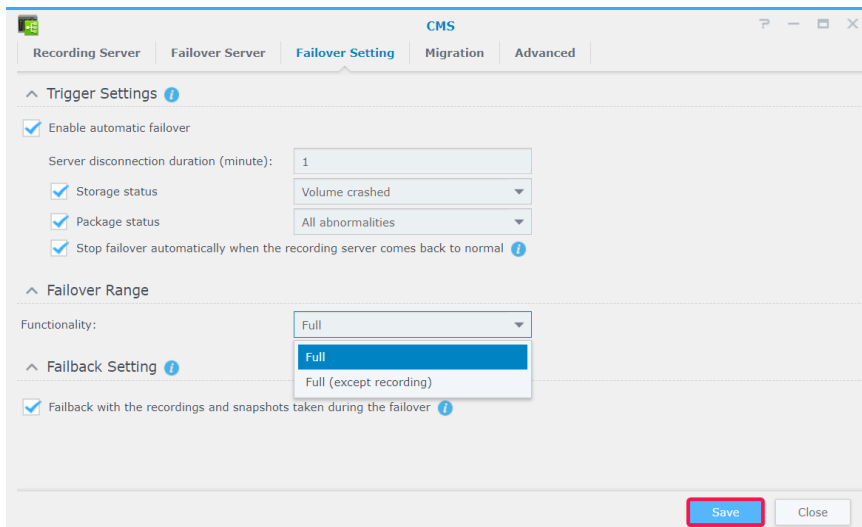 CMS
Recording Server Failover Server Failover Setting Migration Advanced
Trigger Settings
Enable automatic failover
Server disconnection duration (minute): 1
Storage status Volume crashed
Package status All abnormalities
Stop failover automatically when the recording server comes back to normal
Failover Range
Functionality: Full
Full
Full (except recording)
Failback Setting
Failback with the recordings and snapshots taken during the failover
Save Close